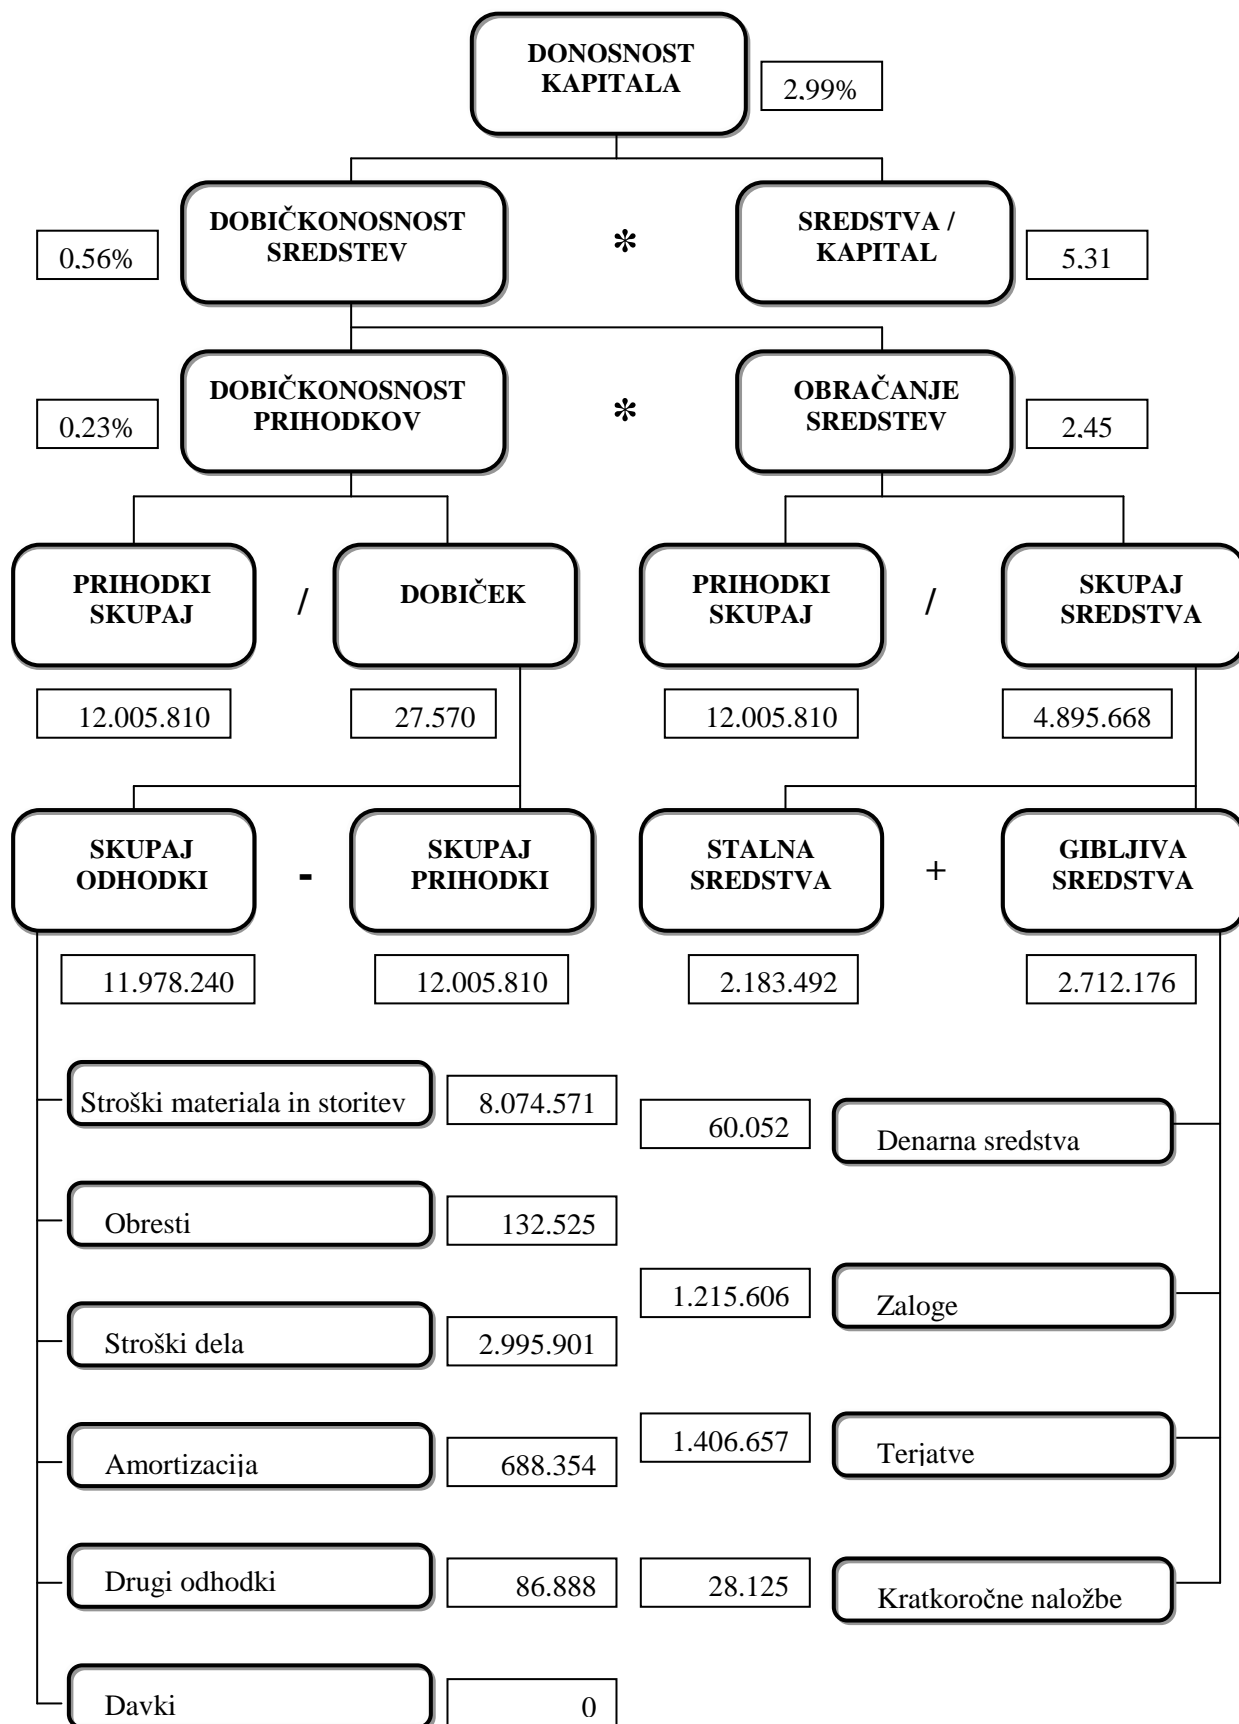 DONOSNOST
KAPITALA
2,99%
DOBIČKONOSNOST
SREDSTEV
0,56%
*
SREDSTVA /
KAPITAL
5,31
DOBIČKONOSNOST
PRIHODKOV
0,23%
*
OBRAČANJE
SREDSTEV
2,45
PRIHODKI
SKUPAJ
/
DOBIČEK
PRIHODKI
SKUPAJ
/
SKUPAJ
SREDSTVA
12.005.810
27.570
12.005.810
4.895.668
SKUPAJ
ODHODKI
-
SKUPAJ
PRIHODKI
STALNA
SREDSTVA
+
GIBLJIVA
SREDSTVA
11.978.240
12.005.810
2.183.492
2.712.176
Stroški materiala in storitev
8.074.571
60.052
Denarna sredstva
Obresti
132.525
1.215.606
Zaloge
Stroški dela
2.995.901
1.406.657
Terjatve
Amortizacija
688.354
Drugi odhodki
86.888
28.125
Kratkoročne naložbe
Davki
0